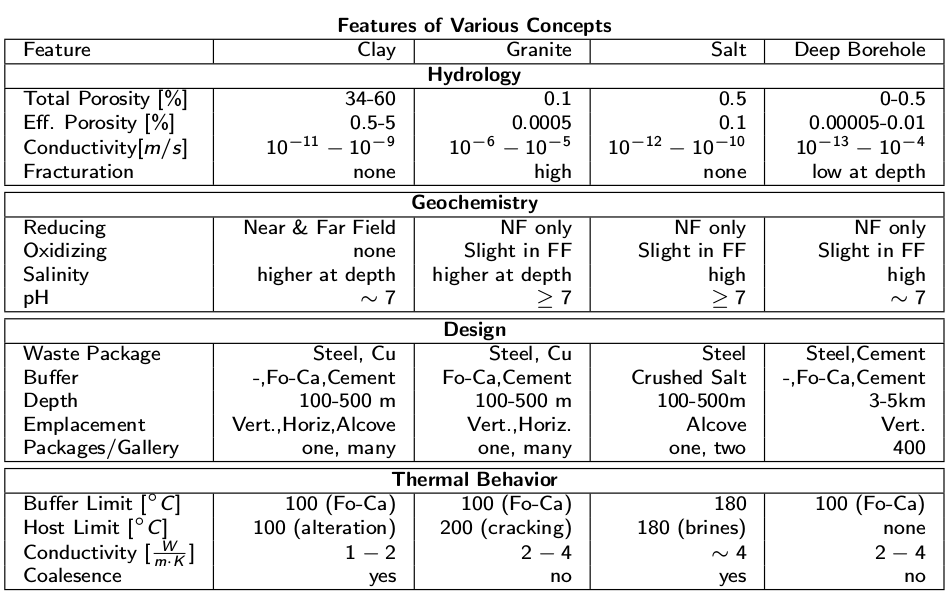 Features of Various Concepts
Feature Clay Granite Salt Deep Borehole
Hydrology
Total Porosity [%] 34-60 0.1 0.5 0-0.5
Eff. Porosity [%] 0.5-5 0.0005 0.1 0.00005-0.01
Conductivity[m/s] 10⁻¹¹ − 10⁻⁹ 10⁻⁶ − 10⁻⁵ 10⁻¹² − 10⁻¹⁰ 10⁻¹³ − 10⁻⁴
Fracturation none high none low at depth
Geochemistry
Reducing Near & Far Field NF only NF only NF only
Oxidizing none Slight in FF Slight in FF Slight in FF
Salinity higher at depth higher at depth high high
pH ∼ 7 ≥ 7 ≥ 7 ∼ 7
Design
Waste Package Steel, Cu Steel, Cu Steel Steel,Cement
Buffer -,Fo-Ca,Cement Fo-Ca,Cement Crushed Salt -,Fo-Ca,Cement
Depth 100-500 m 100-500 m 100-500m 3-5km
Emplacement Vert.,Horiz,Alcove Vert.,Horiz. Alcove Vert.
Packages/Gallery one, many one, many one, two 400
Thermal Behavior
Buffer Limit [°C] 100 (Fo-Ca) 100 (Fo-Ca) 180 100 (Fo-Ca)
Host Limit [°C] 100 (alteration) 200 (cracking) 180 (brines) none
Conductivity [W/m·K] 1 − 2 2 − 4 ∼ 4 2 − 4
Coalesence yes no yes no